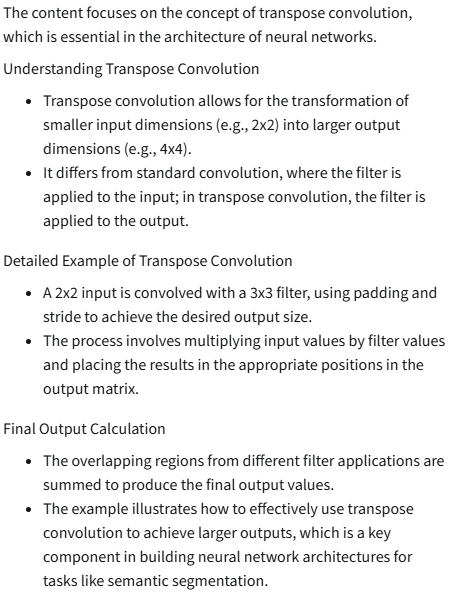 The content focuses on the concept of transpose convolution,
which is essential in the architecture of neural networks.
Understanding Transpose Convolution
• Transpose convolution allows for the transformation of
smaller input dimensions (e.g., 2x2) into larger output
dimensions (e.g., 4x4).
• It differs from standard convolution, where the filter is
applied to the input; in transpose convolution, the filter is
applied to the output.
Detailed Example of Transpose Convolution
• A 2x2 input is convolved with a 3x3 filter, using padding and
stride to achieve the desired output size.
• The process involves multiplying input values by filter values
and placing the results in the appropriate positions in the
output matrix.
Final Output Calculation
• The overlapping regions from different filter applications are
summed to produce the final output values.
• The example illustrates how to effectively use transpose
convolution to achieve larger outputs, which is a key
component in building neural network architectures for
tasks like semantic segmentation.